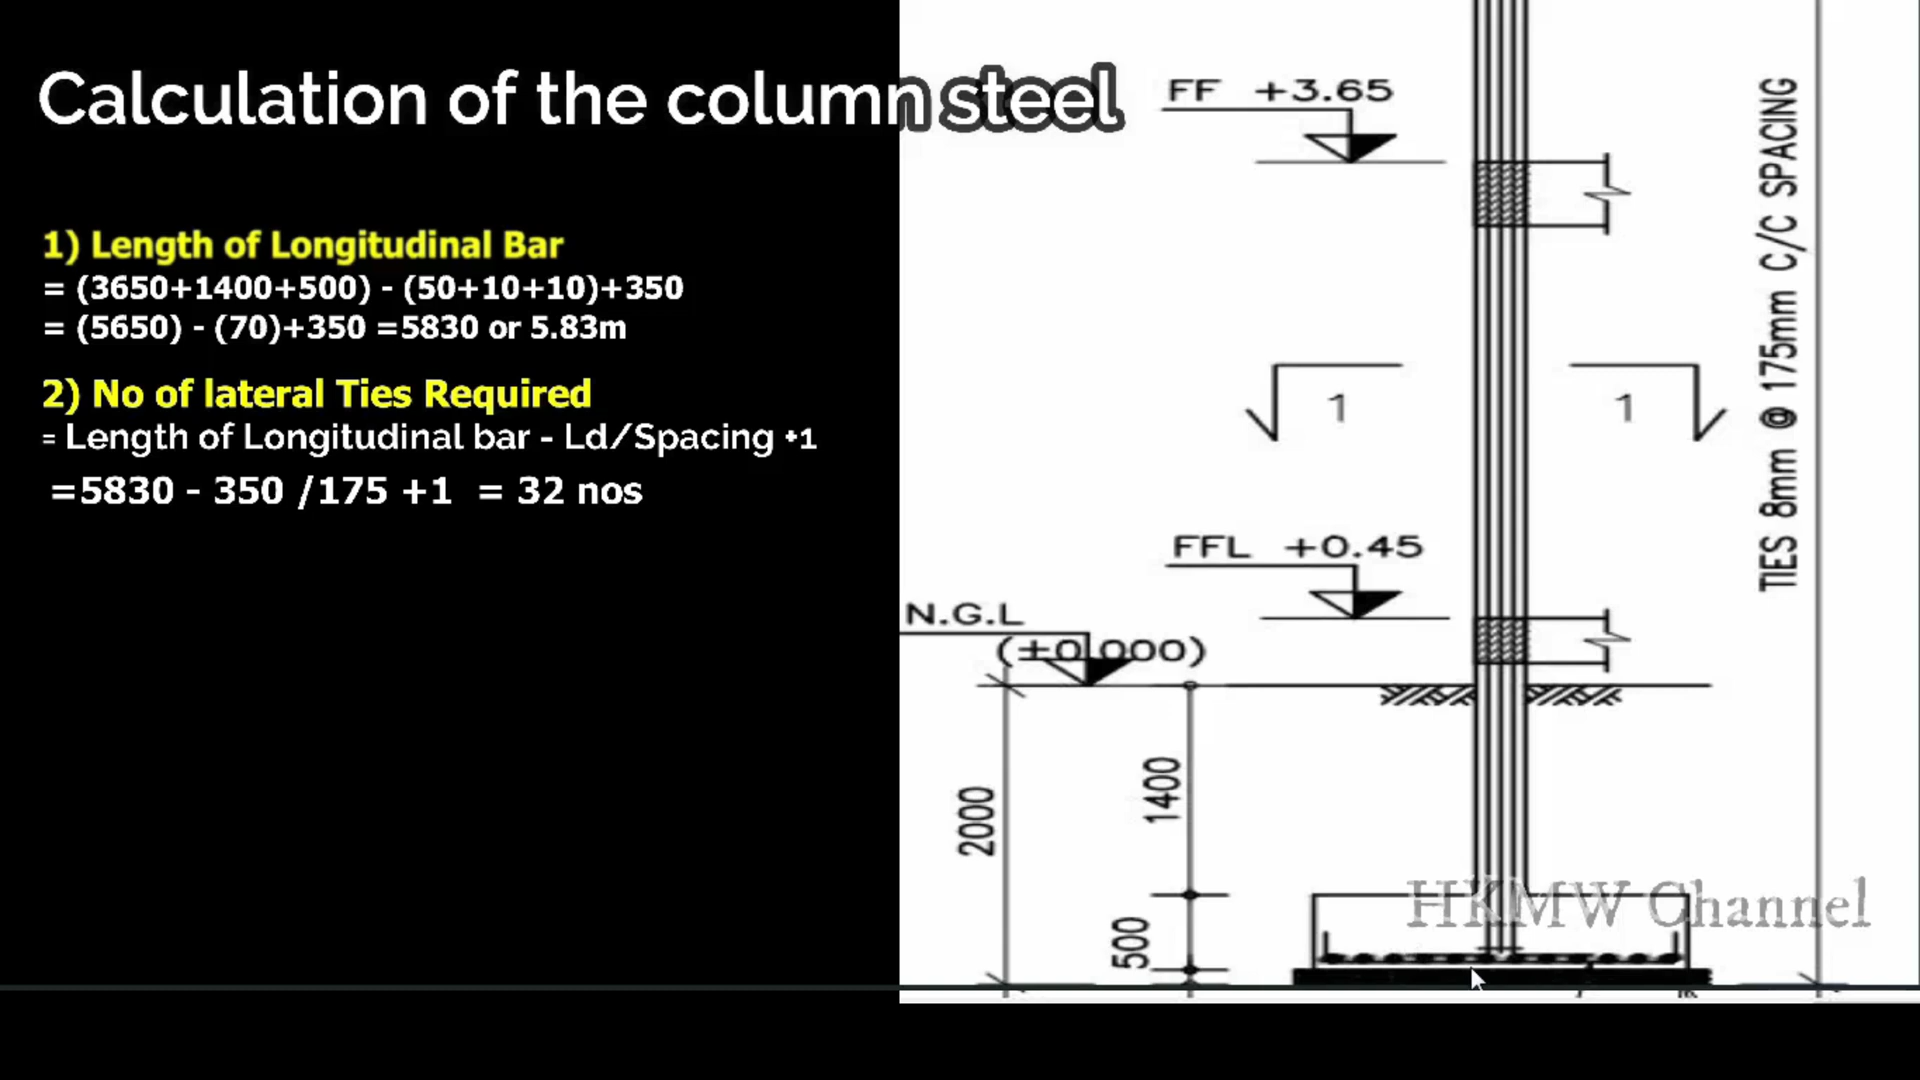 Calculation of the column steel
1) Length of Longitudinal Bar
= (3650+1400+500) - (50+10+10)+350
= (5650) - (70)+350 =5830 or 5.83m
2) No of lateral Ties Required
= Length of Longitudinal bar - Ld/Spacing +1
=5830 - 350 /175 +1 = 32 nos
FF +3.65
TIES 8mm @ 175mm C/C SPACING
1
1
FFL +0.45
N.G.L
(±0.000)
2000
1400
500
HKMW Channel